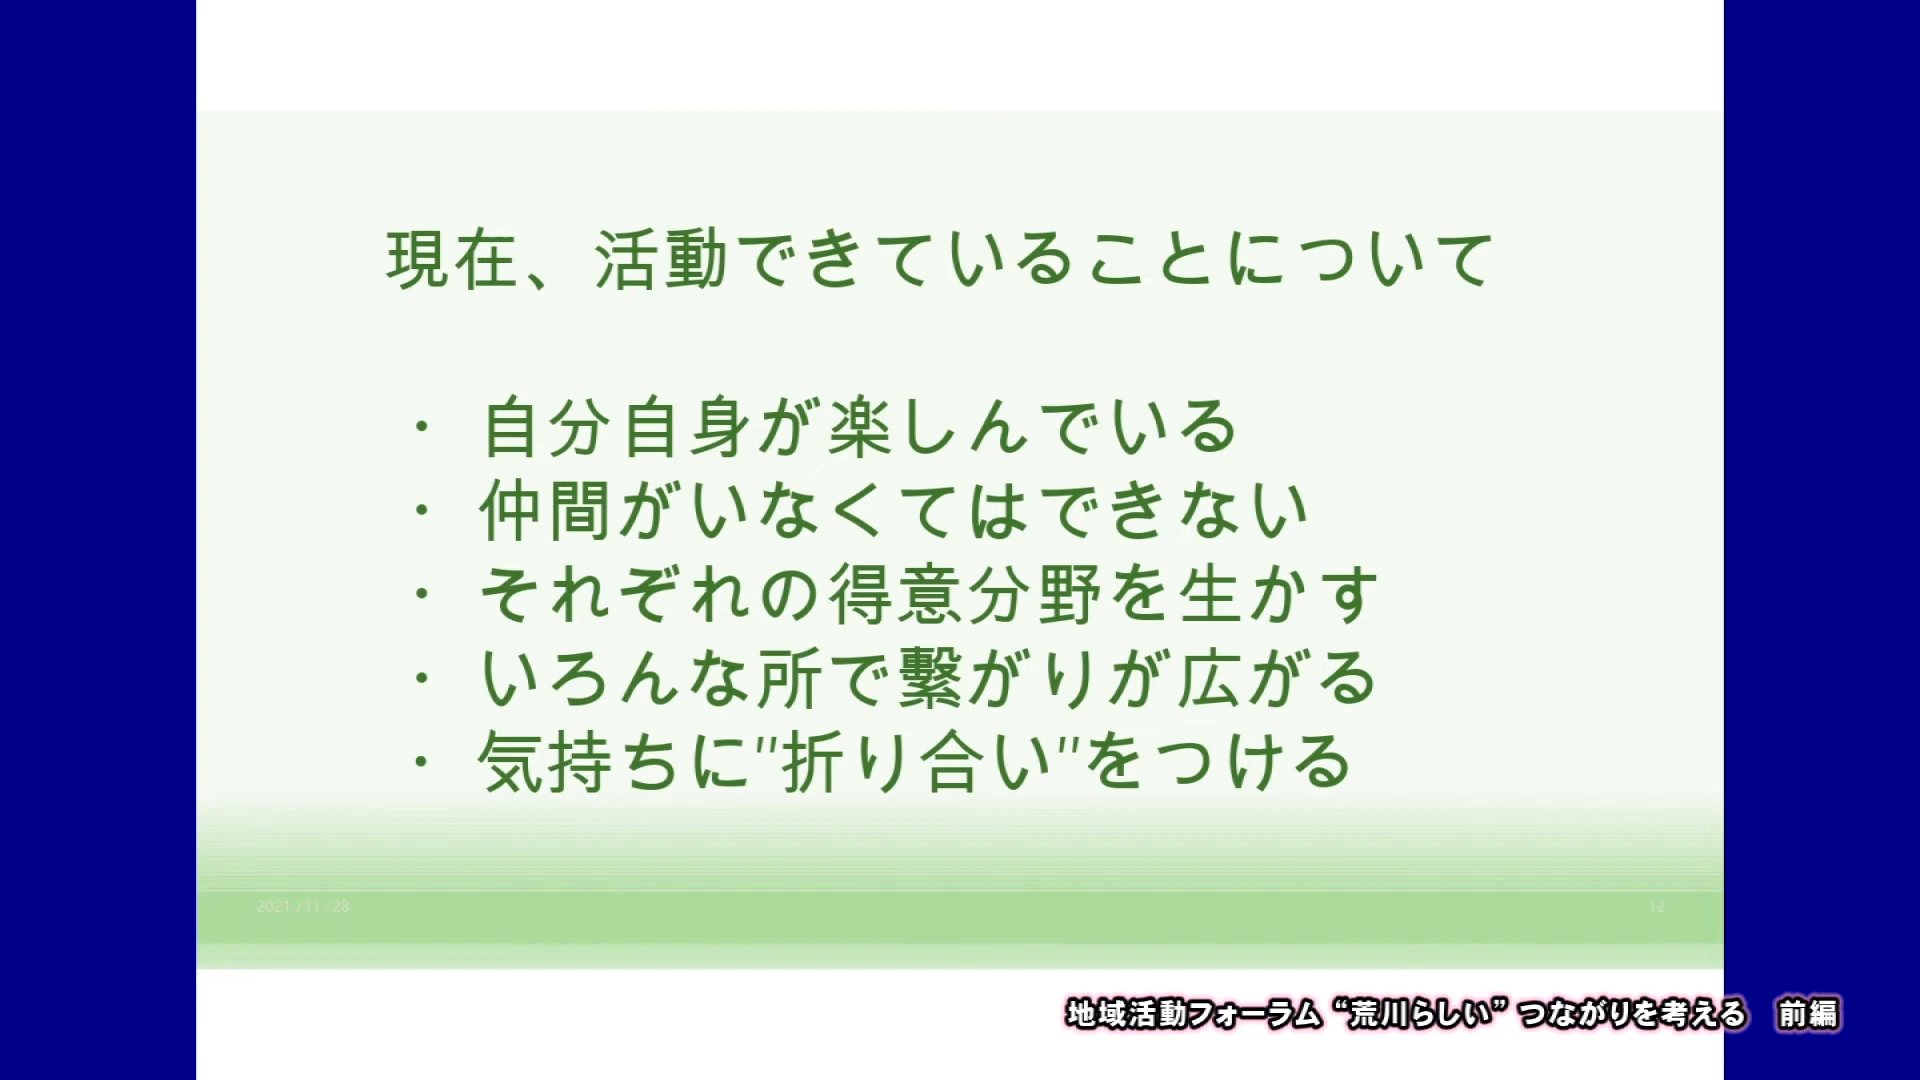 現在、活動できていることについて
・ 自分自身が楽しんでいる
・ 仲間がいなくてはできない
・ それぞれの得意分野を生かす
・ いろんな所で繋がりが広がる
・ 気持ちに"折り合い"をつける
2021 /11 /28
12
地域活動フォーラム “荒川らしい” つながりを考える　前編